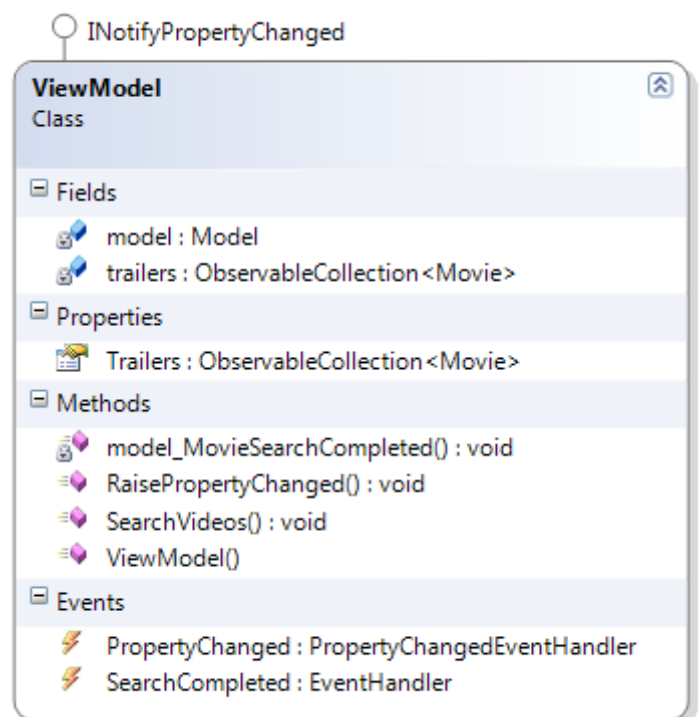 INotifyPropertyChanged
ViewModel
Class
Fields
model : Model
trailers : ObservableCollection<Movie>
Properties
Trailers : ObservableCollection<Movie>
Methods
model_MovieSearchCompleted() : void
RaisePropertyChanged() : void
SearchVideos() : void
ViewModel()
Events
PropertyChanged : PropertyChangedEventHandler
SearchCompleted : EventHandler